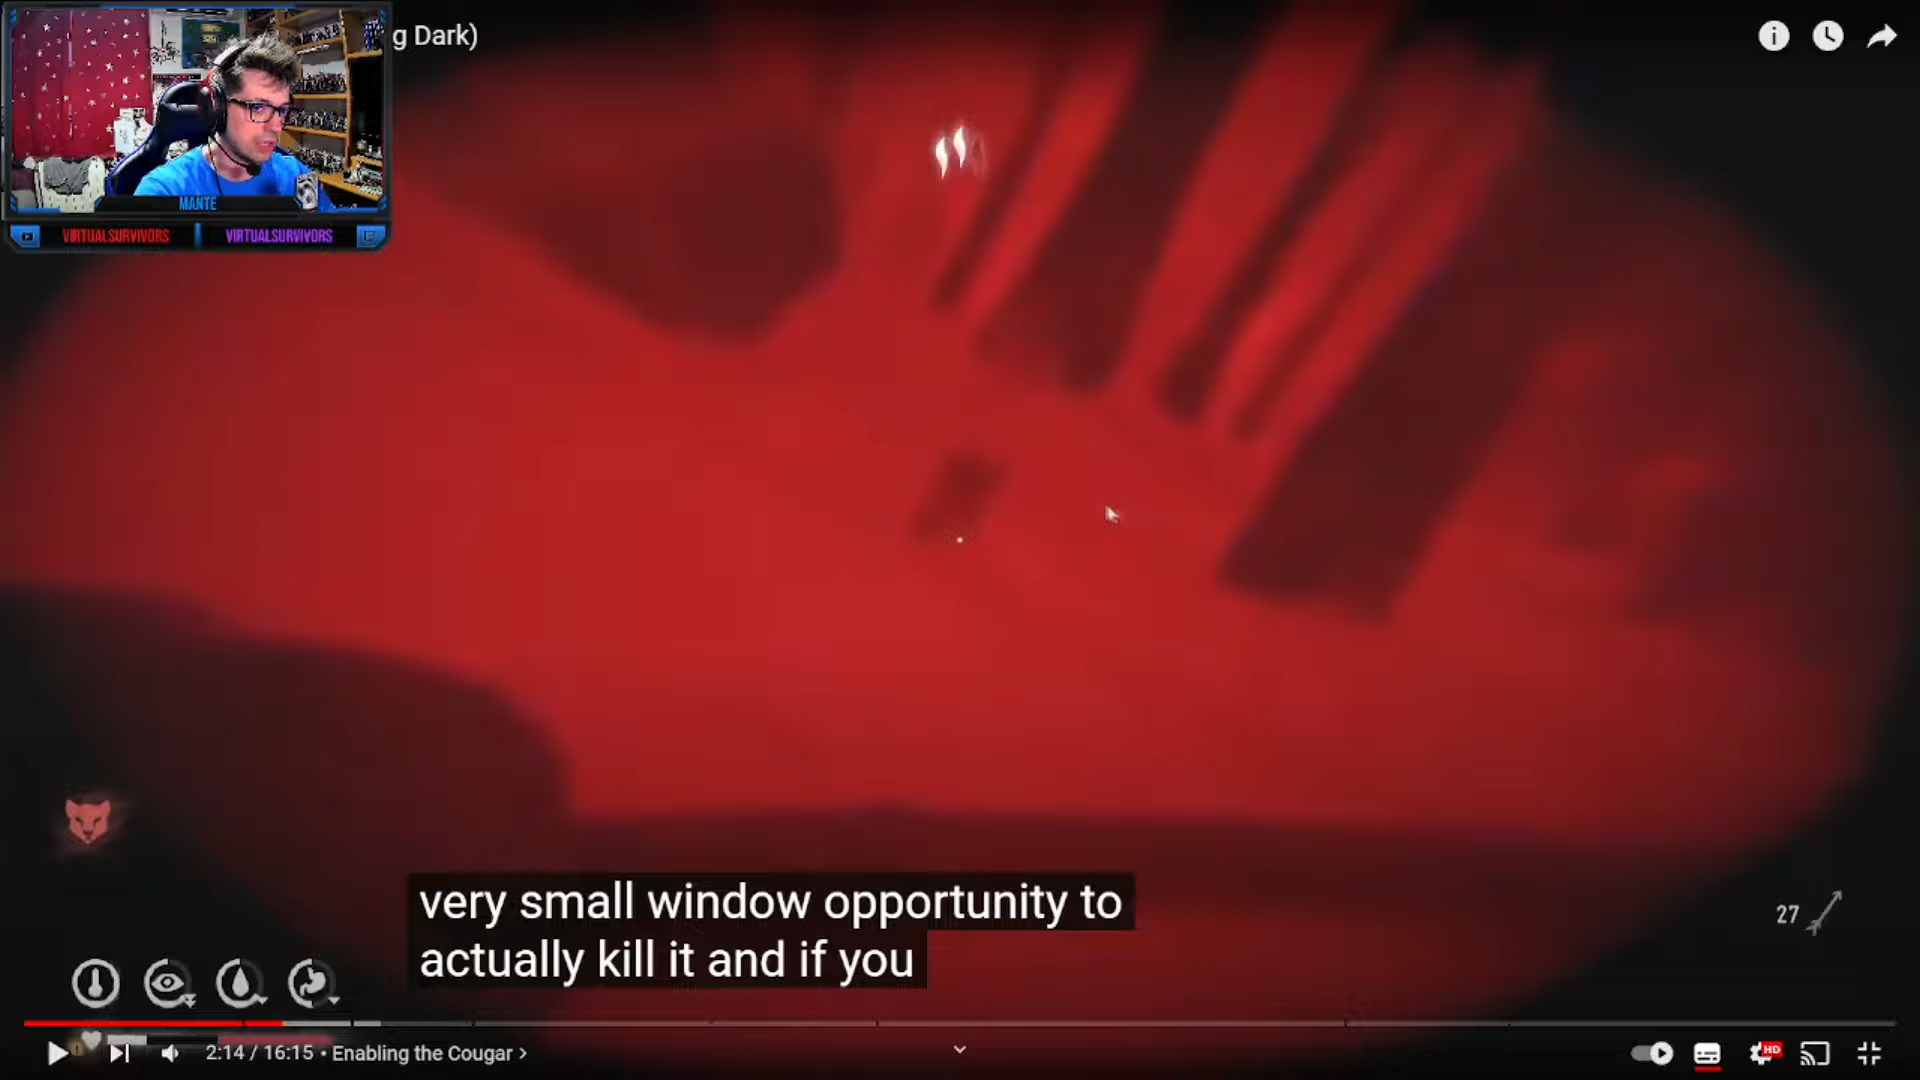 g Dark)
MANTE
VIRTUALSURVIVORS
VIRTUALSURVIVORS
very small window opportunity to
actually kill it and if you
27
2:14 / 16:15 • Enabling the Cougar >
HD